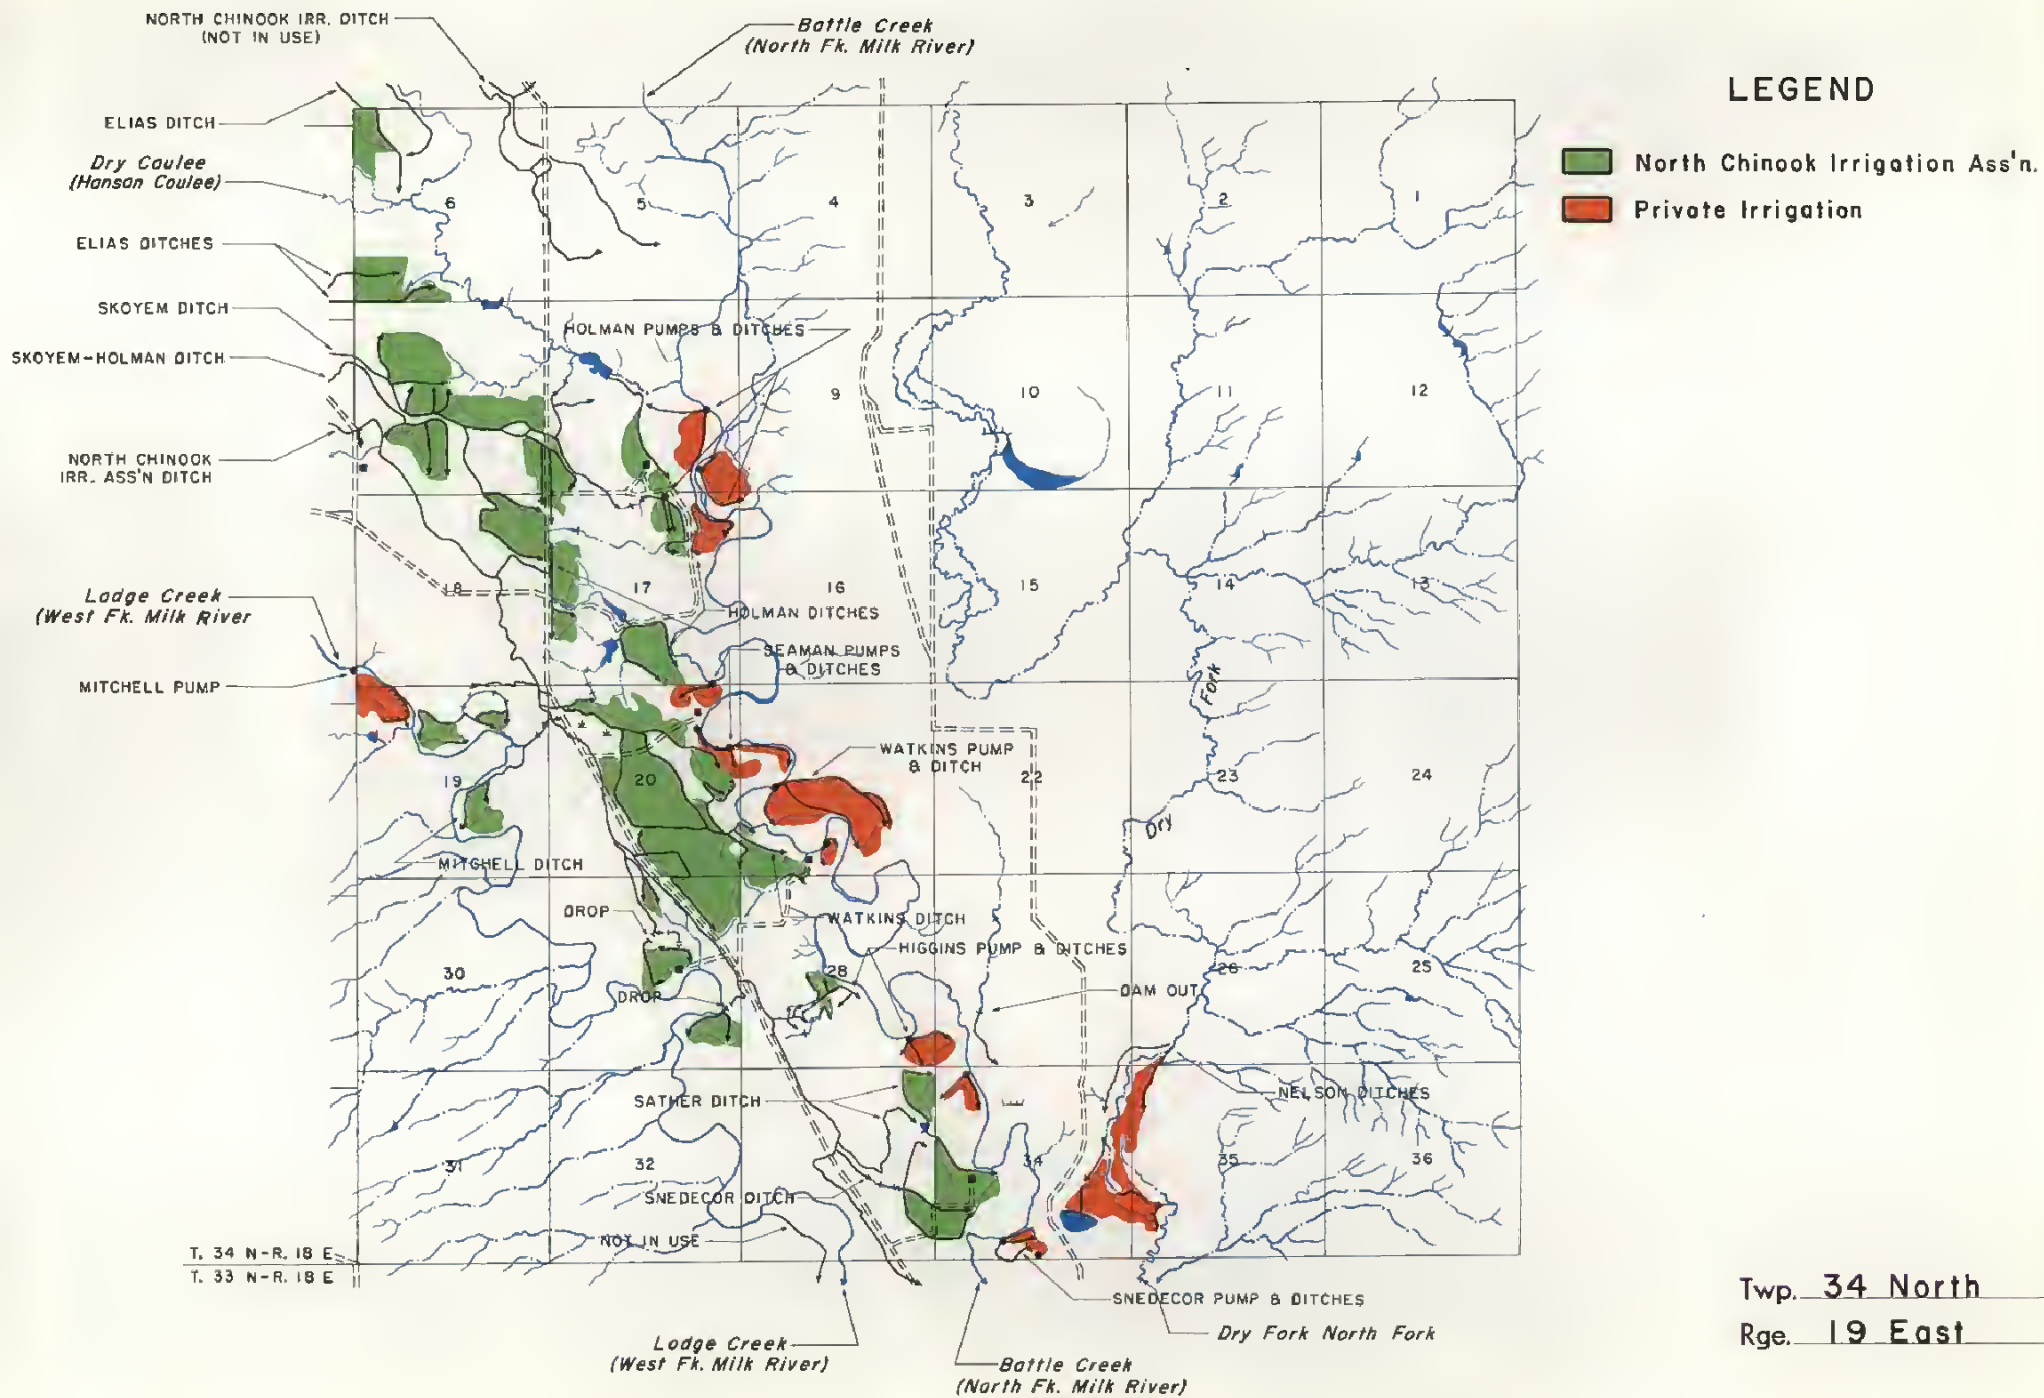 NORTH CHINOOK IRR. DITCH
(NOT IN USE)
Battle Creek
(North Fk. Milk River)
LEGEND
North Chinook Irrigation Ass'n.
Private Irrigation
ELIAS DITCH
Dry Coulee
(Hanson Coulee)
ELIAS DITCHES
SKOYEM DITCH
SKOYEM-HOLMAN DITCH
NORTH CHINOOK
IRR. ASS'N DITCH
Lodge Creek
(West Fk. Milk River
MITCHELL PUMP
6
5
4
3
2
1
HOLMAN PUMPS & DITCHES
9
10
11
12
18
17
16
15
14
13
HOLMAN DITCHES
SEAMAN PUMPS
& DITCHES
Fork
Dry
WATKINS PUMP
& DITCH
19
20
22
23
24
MITCHELL DITCH
DROP
WATKINS DITCH
HIGGINS PUMP & DITCHES
30
28
26
25
DROP
DAM OUT
SATHER DITCH
NELSON DITCHES
31
32
34
35
36
SNEDECOR DITCH
NOT IN USE
T. 34 N-R. 18 E
T. 33 N-R. 18 E
SNEDECOR PUMP & DITCHES
Dry Fork North Fork
Lodge Creek
(West Fk. Milk River)
Battle Creek
(North Fk. Milk River)
Twp. 34 North
Rge. 19 East